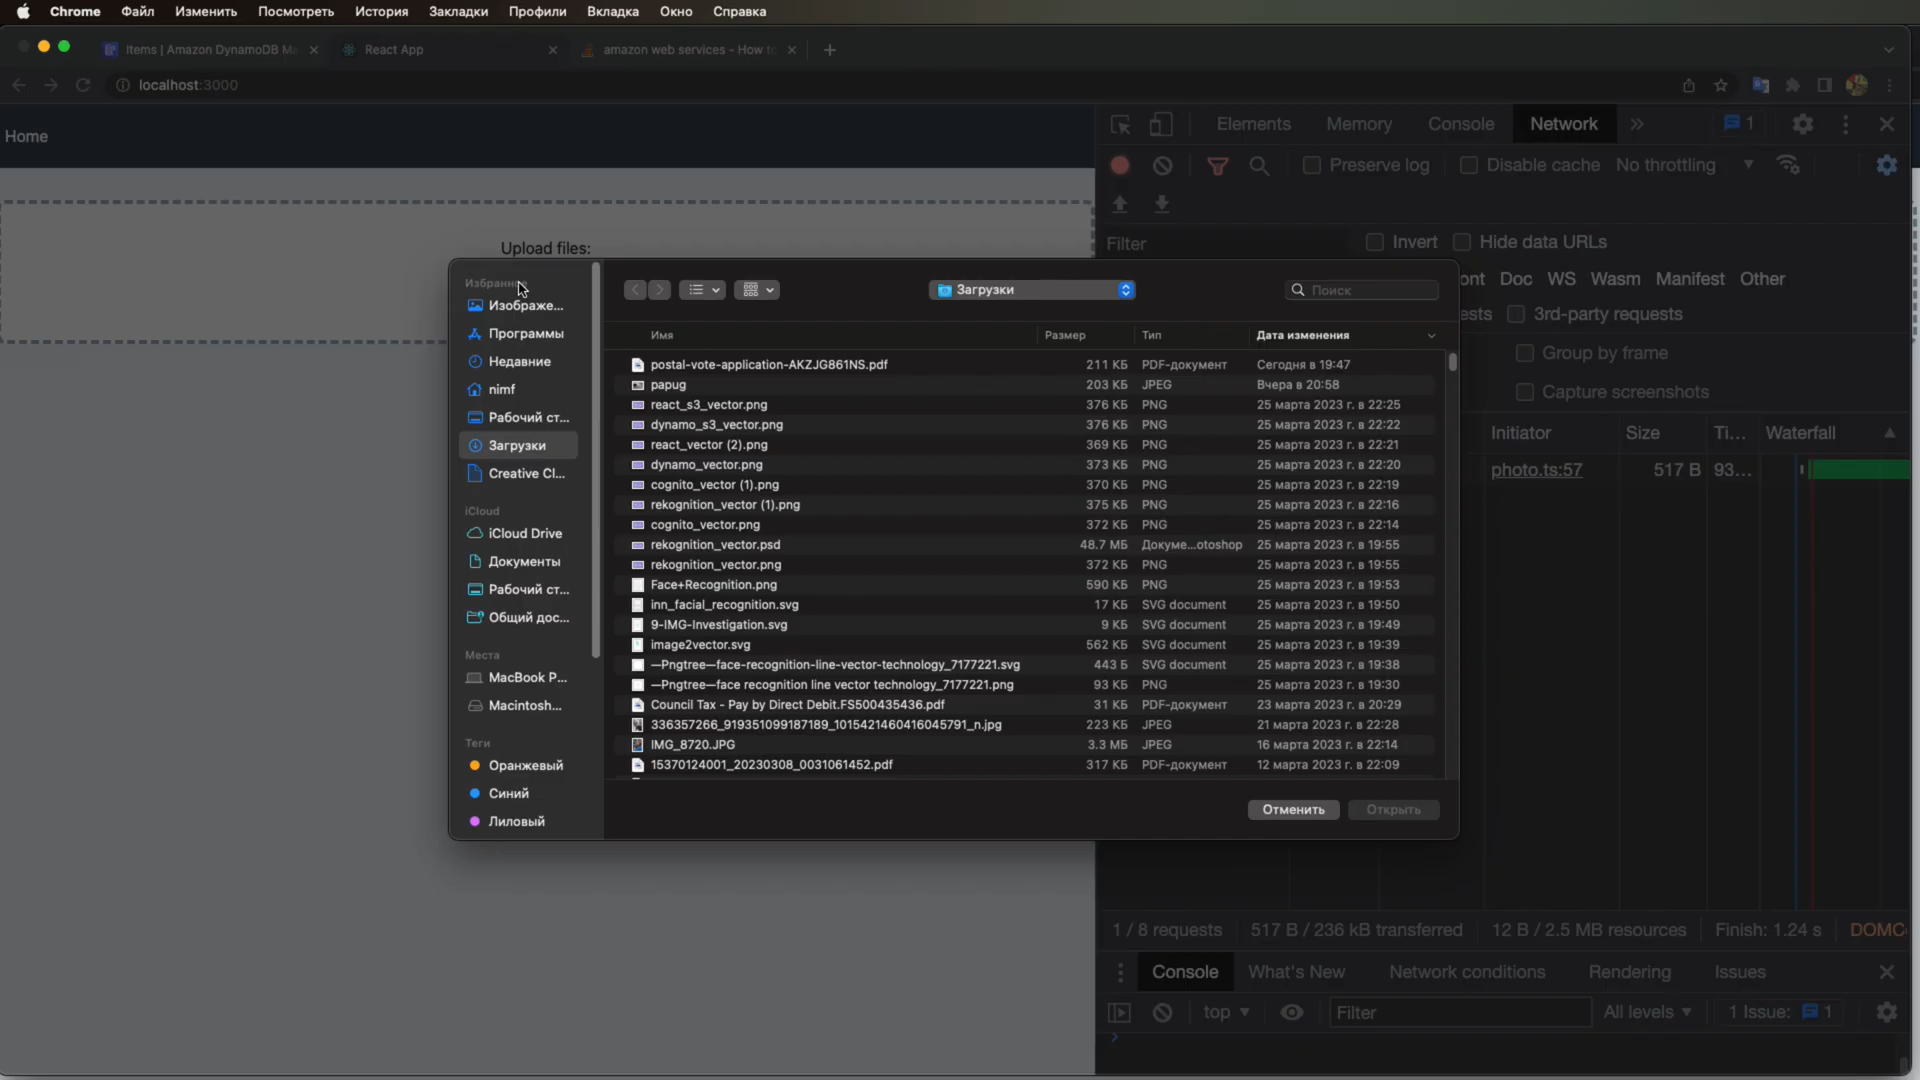 Chrome Файл Изменить Посмотреть История Закладки Профили Вкладка Окно Справка
Items | Amazon DynamoDB Ma
React App
amazon web services - How to
localhost:3000
Home
Upload files:
Избранно
Изображе...
Программы
Недавние
nimf
Рабочий ст...
Загрузки
Creative Cl...
iCloud
iCloud Drive
Документы
Рабочий ст...
Общий дос...
Места
MacBook P...
Macintosh...
Теги
Оранжевый
Синий
Лиловый
Загрузки
Поиск
Имя Размер Тип Дата изменения
postal-vote-application-AKZJG861NS.pdf 211 КБ PDF-документ Сегодня в 19:47
papug 203 КБ JPEG Вчера в 20:58
react_s3_vector.png 376 КБ PNG 25 марта 2023 г. в 22:25
dynamo_s3_vector.png 376 КБ PNG 25 марта 2023 г. в 22:22
react_vector (2).png 369 КБ PNG 25 марта 2023 г. в 22:21
dynamo_vector.png 373 КБ PNG 25 марта 2023 г. в 22:20
cognito_vector (1).png 370 КБ PNG 25 марта 2023 г. в 22:19
rekognition_vector (1).png 375 КБ PNG 25 марта 2023 г. в 22:16
cognito_vector.png 372 КБ PNG 25 марта 2023 г. в 22:14
rekognition_vector.psd 48.7 МБ Докуме...otoshop 25 марта 2023 г. в 19:55
rekognition_vector.png 372 КБ PNG 25 марта 2023 г. в 19:55
Face+Recognition.png 590 КБ PNG 25 марта 2023 г. в 19:53
inn_facial_recognition.svg 17 КБ SVG document 25 марта 2023 г. в 19:50
9-IMG-Investigation.svg 9 КБ SVG document 25 марта 2023 г. в 19:49
image2vector.svg 562 КБ SVG document 25 марта 2023 г. в 19:39
—Pngtree—face-recognition-line-vector-technology_7177221.svg 443 Б SVG document 25 марта 2023 г. в 19:38
—Pngtree—face recognition line vector technology_7177221.png 93 КБ PNG 25 марта 2023 г. в 19:30
Council Tax - Pay by Direct Debit.FS500435436.pdf 31 КБ PDF-документ 23 марта 2023 г. в 20:29
336357266_919351099187189_1015421460416045791_n.jpg 223 КБ JPEG 21 марта 2023 г. в 22:28
IMG_8720.JPG 3.3 МБ JPEG 16 марта 2023 г. в 22:14
15370124001_20230308_0031061452.pdf 317 КБ PDF-документ 12 марта 2023 г. в 22:09
Отменить Открыть
Elements Memory Console Network 1
Preserve log Disable cache No throttling
Filter Invert Hide data URLs
ont Doc WS Wasm Manifest Other
ests 3rd-party requests
Group by frame
Capture screenshots
Initiator Size Ti... Waterfall
photo.ts:57 517 B 93...
1 / 8 requests 517 B / 236 kB transferred 12 B / 2.5 MB resources Finish: 1.24 s DOMC
Console What's New Network conditions Rendering Issues
top Filter All levels 1 Issue: 1